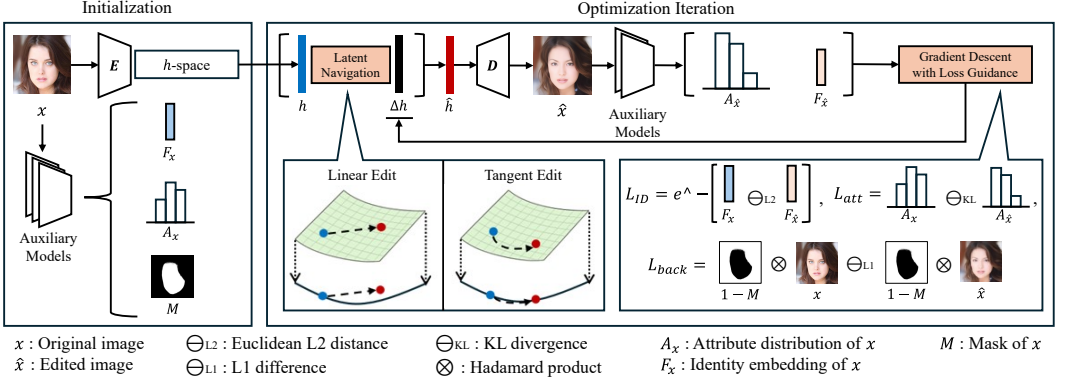 Initialization
Optimization Iteration
x
E
h-space
F_x
A_x
M
Auxiliary
Models
h
Latent
Navigation
Δh
ĥ
D
x̂
Auxiliary
Models
A_x̂
F_x̂
Gradient Descent
with Loss Guidance
Linear Edit
Tangent Edit
L_ID = e^ − [ F_x ⊖L2 F_x̂ ] , L_att = A_x ⊖KL A_x̂ ,
L_back = 1 − M ⊗ x ⊖L1 1 − M ⊗ x̂
x : Original image
⊖L2 : Euclidean L2 distance
⊖KL : KL divergence
A_x : Attribute distribution of x
M : Mask of x
x̂ : Edited image
⊖L1 : L1 difference
⊗ : Hadamard product
F_x : Identity embedding of x